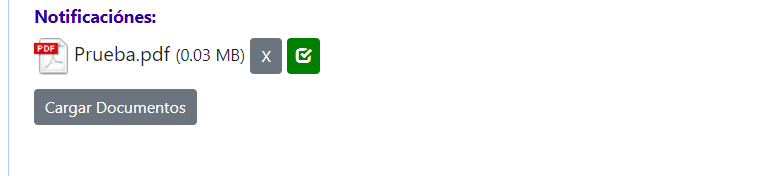 Notificaciónes:
PDF Prueba.pdf (0.03 MB) X
Cargar Documentos